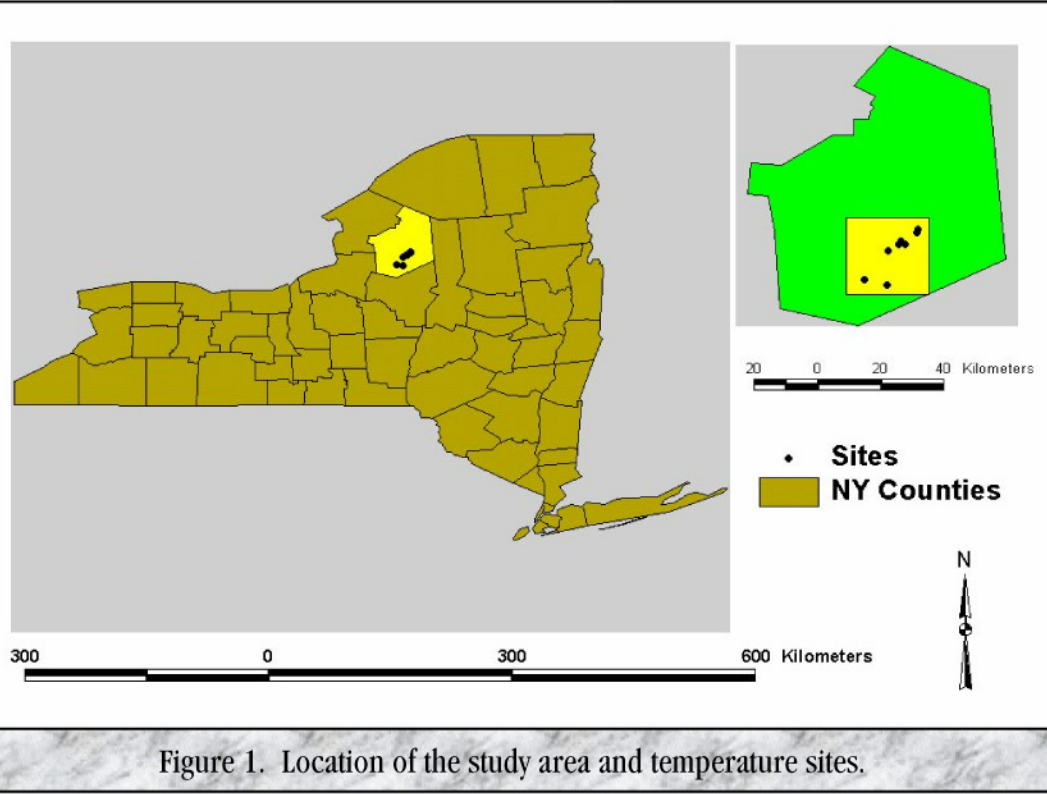 20 0 20 40 Kilometers
Sites
NY Counties
N
300 0 300 600 Kilometers
Figure 1. Location of the study area and temperature sites.